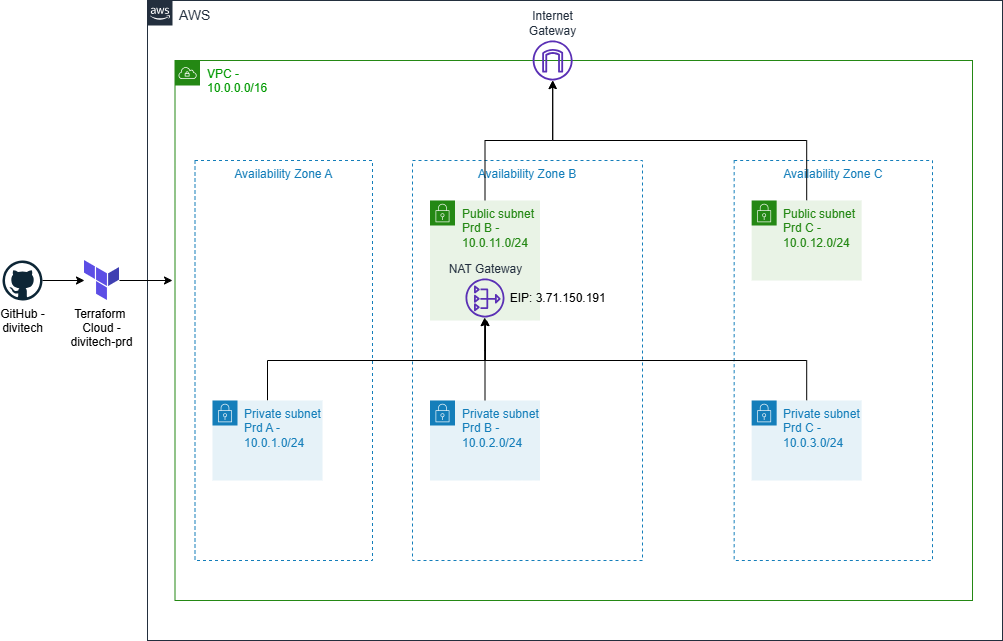 aws
AWS
Internet
Gateway
VPC -
10.0.0.0/16
Availability Zone A
Availability Zone B
Availability Zone C
Public subnet
Prd B -
10.0.11.0/24
Public subnet
Prd C -
10.0.12.0/24
NAT Gateway
EIP: 3.71.150.191
GitHub -
divitech
Terraform
Cloud -
divitech-prd
Private subnet
Prd A -
10.0.1.0/24
Private subnet
Prd B -
10.0.2.0/24
Private subnet
Prd C -
10.0.3.0/24